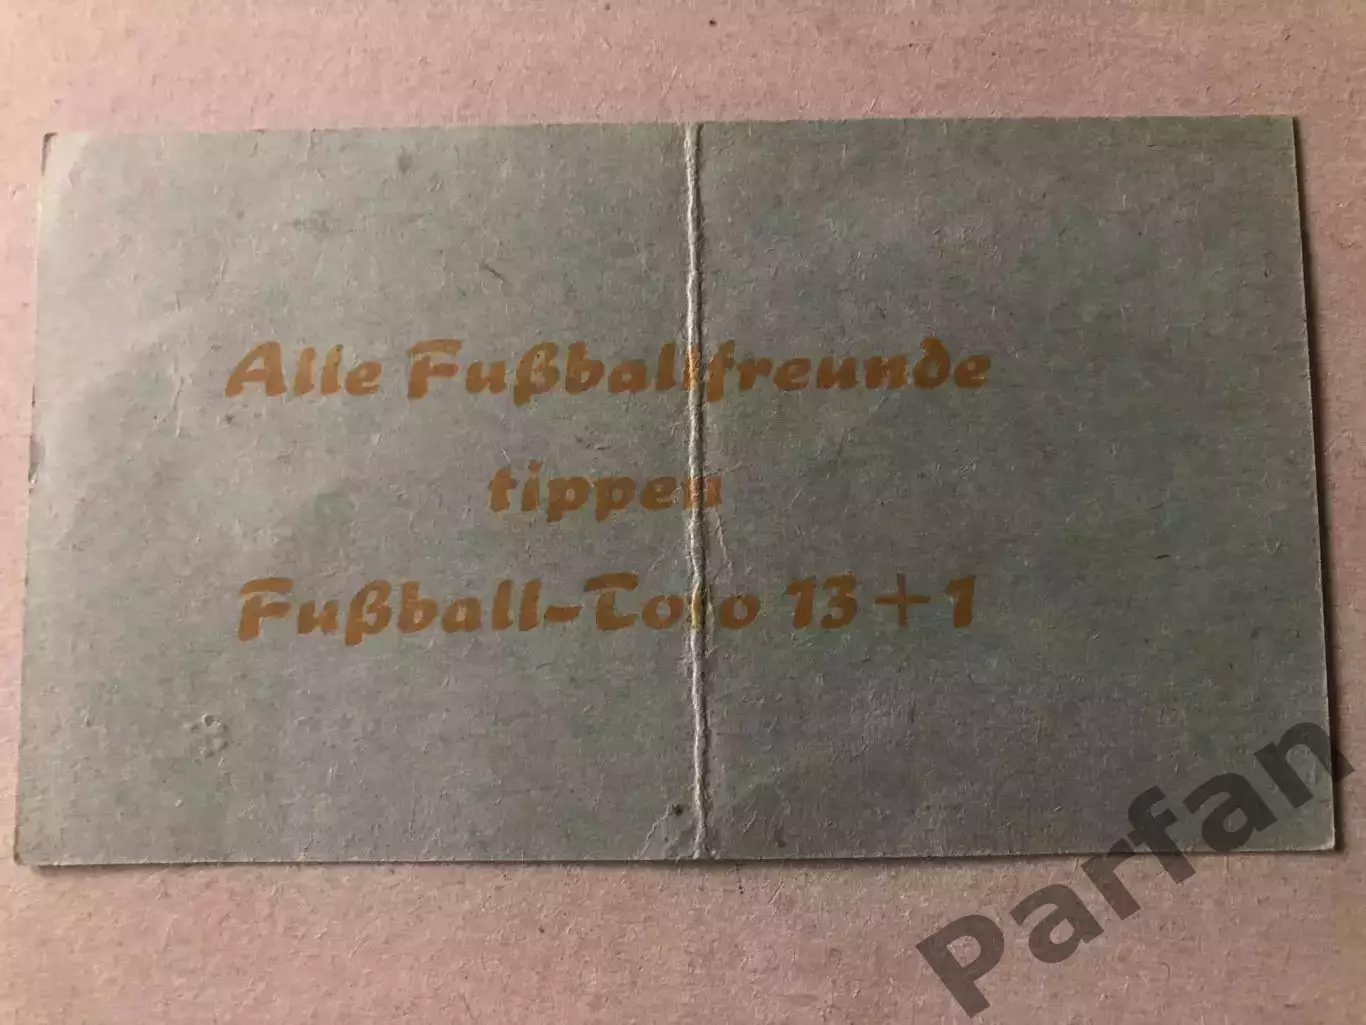 Alle Fußballfreunde
tippen
Fußball-Toto 13+1
Parfan